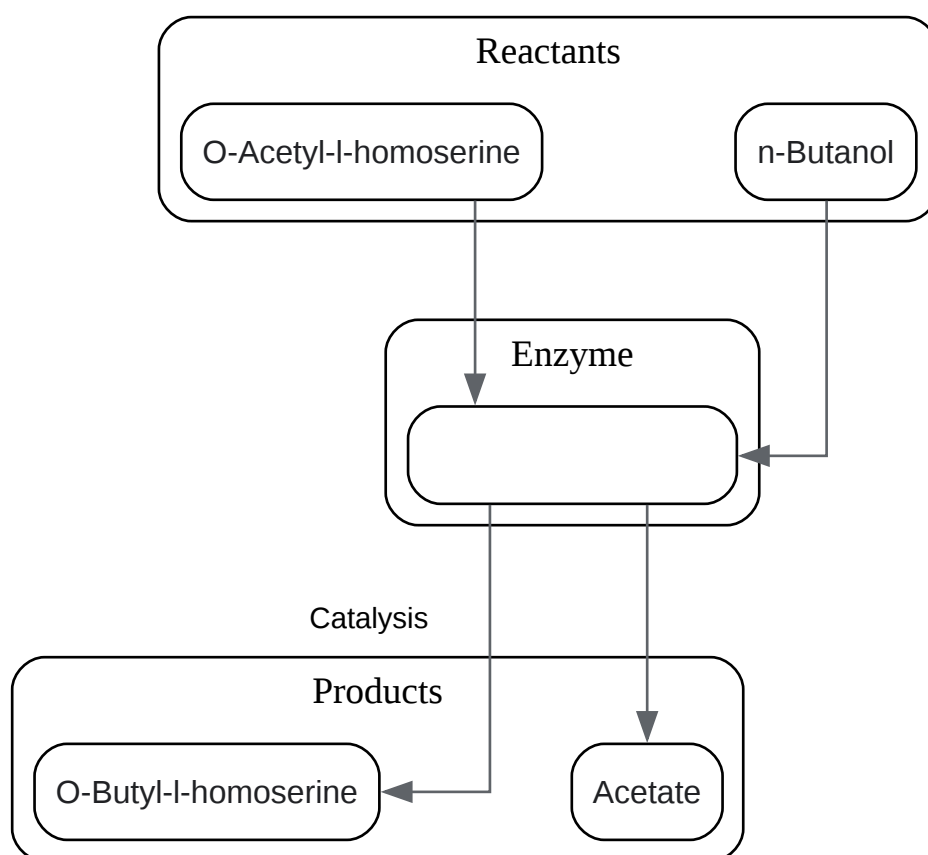 Reactants
O-Acetyl-l-homoserine
n-Butanol
Enzyme
Catalysis
Products
O-Butyl-l-homoserine
Acetate